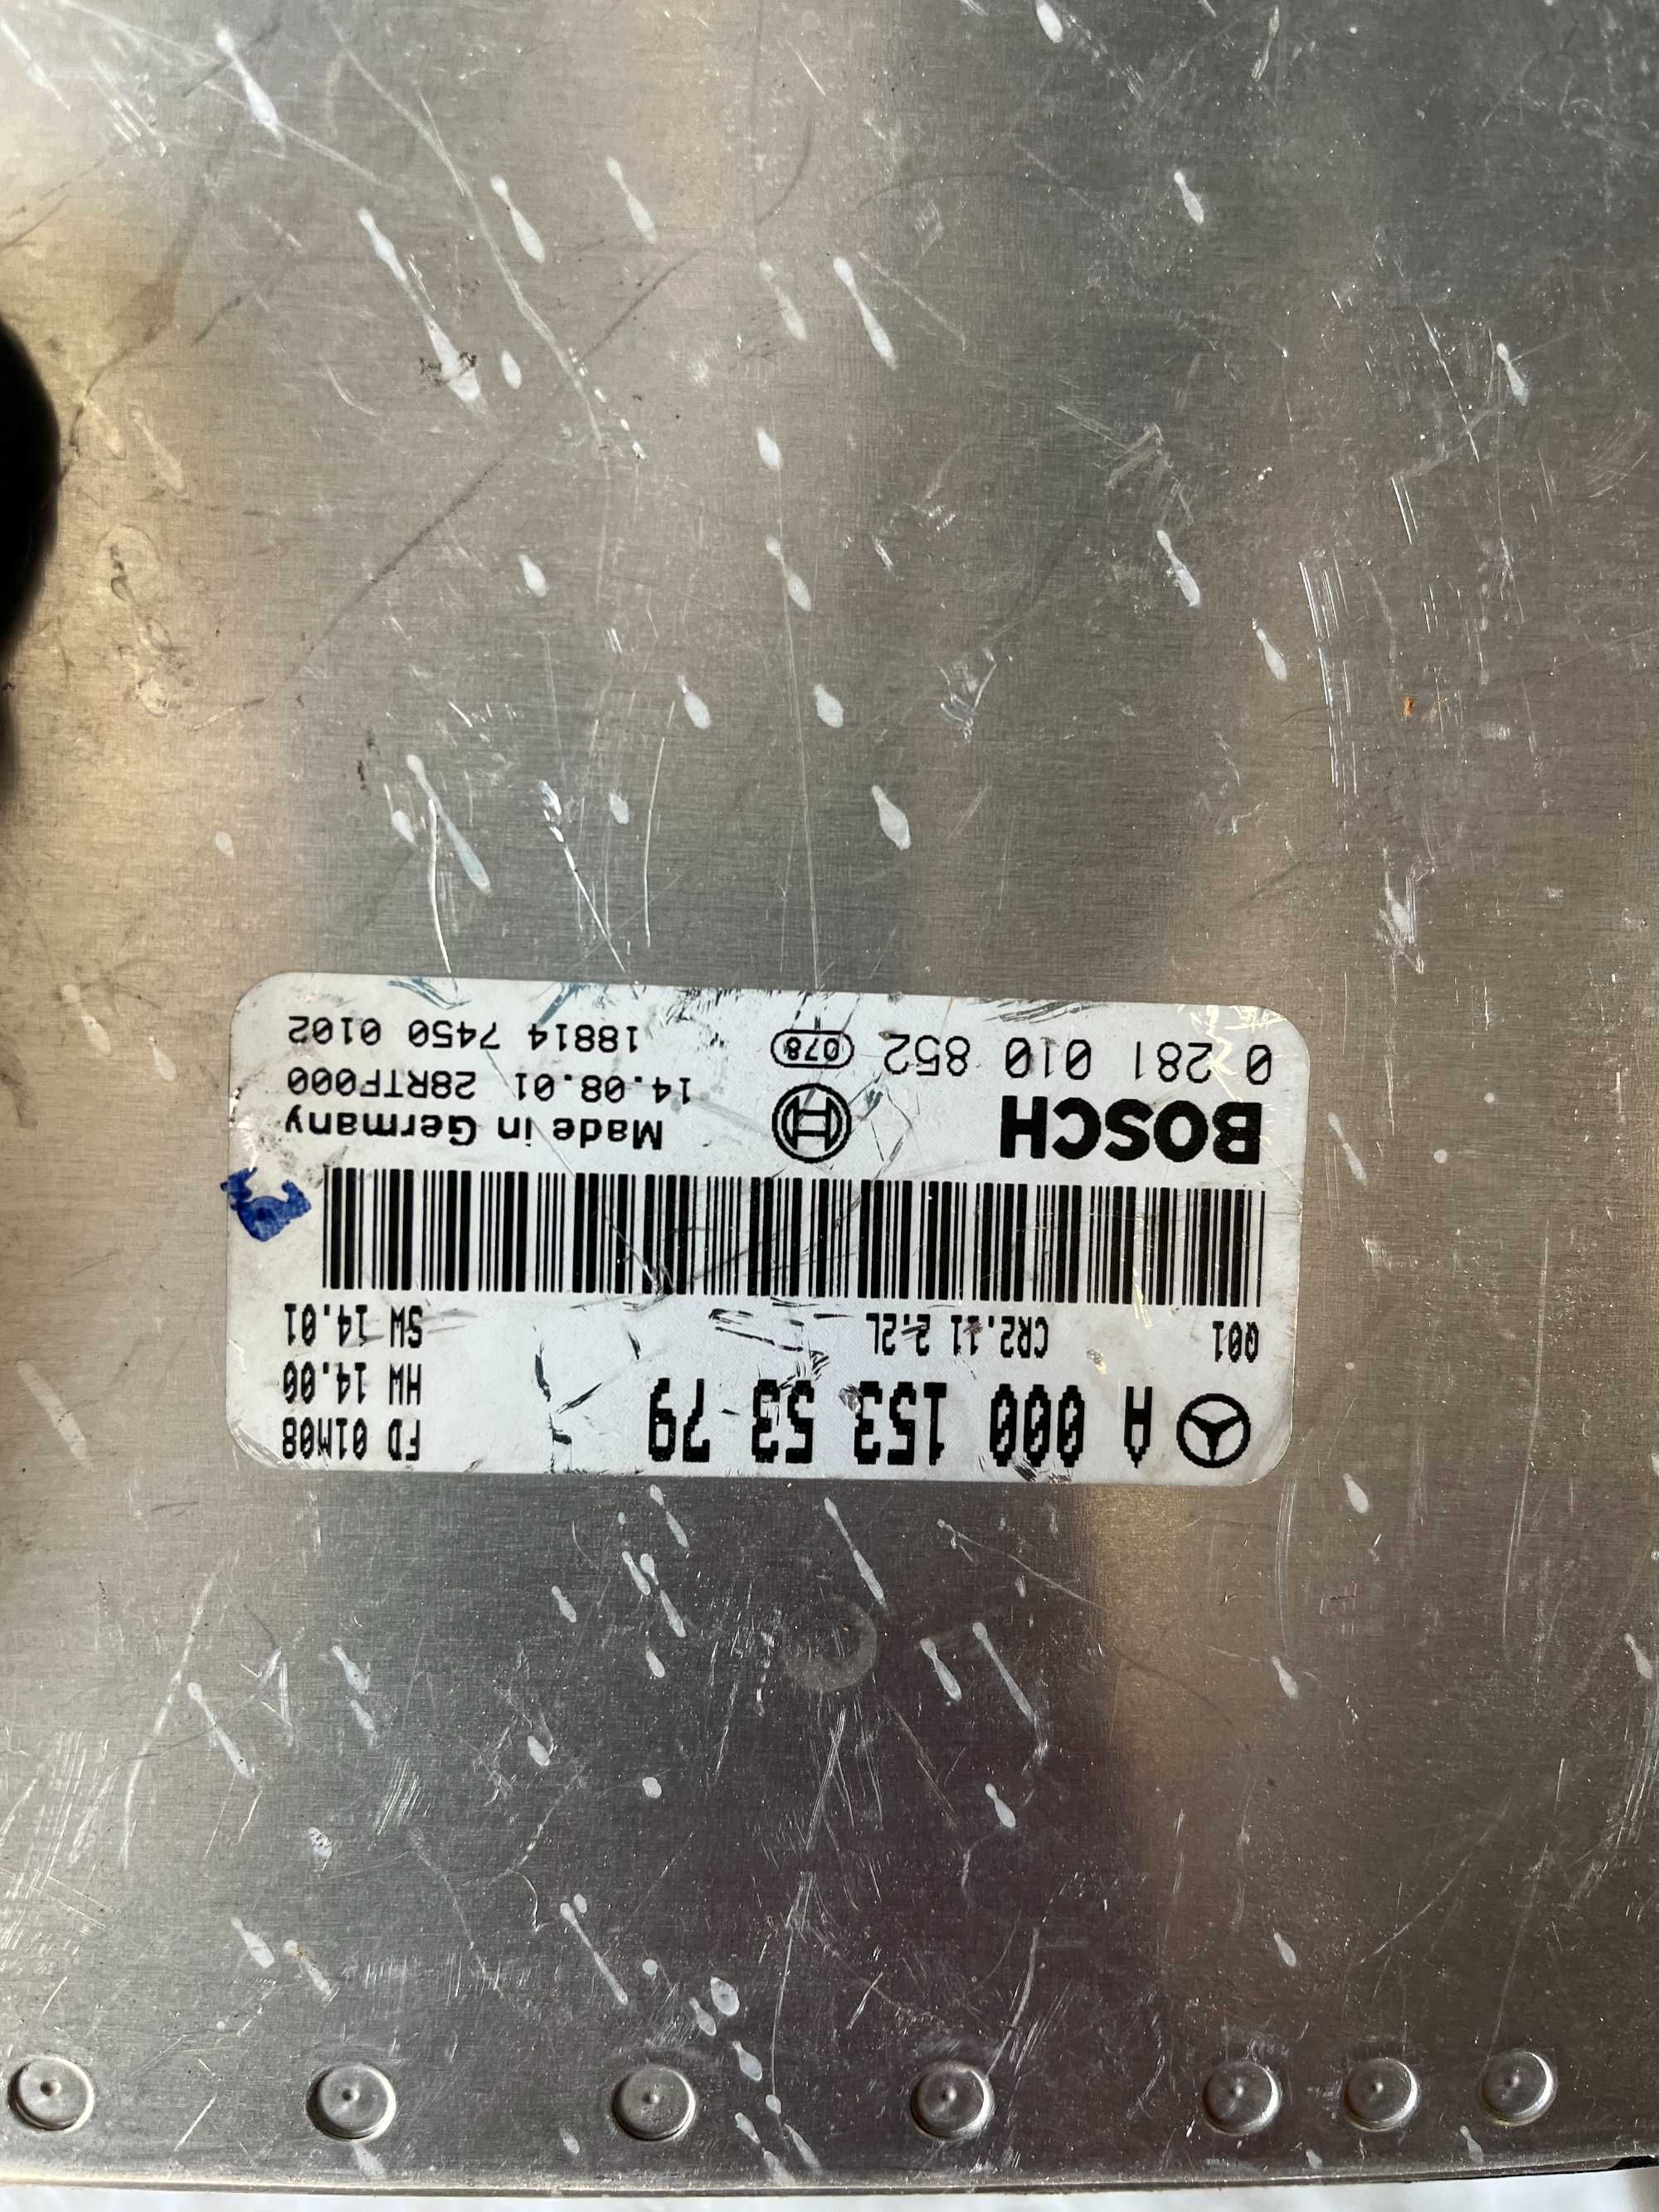 A 000 153 53 79
FD 01M08
HW 14.00
Q01 CR2.11 2.2L SW 14.01
BOSCH Made in Germany
14.08.01 28RTF000
0 281 010 852 078 18814 7450 0102